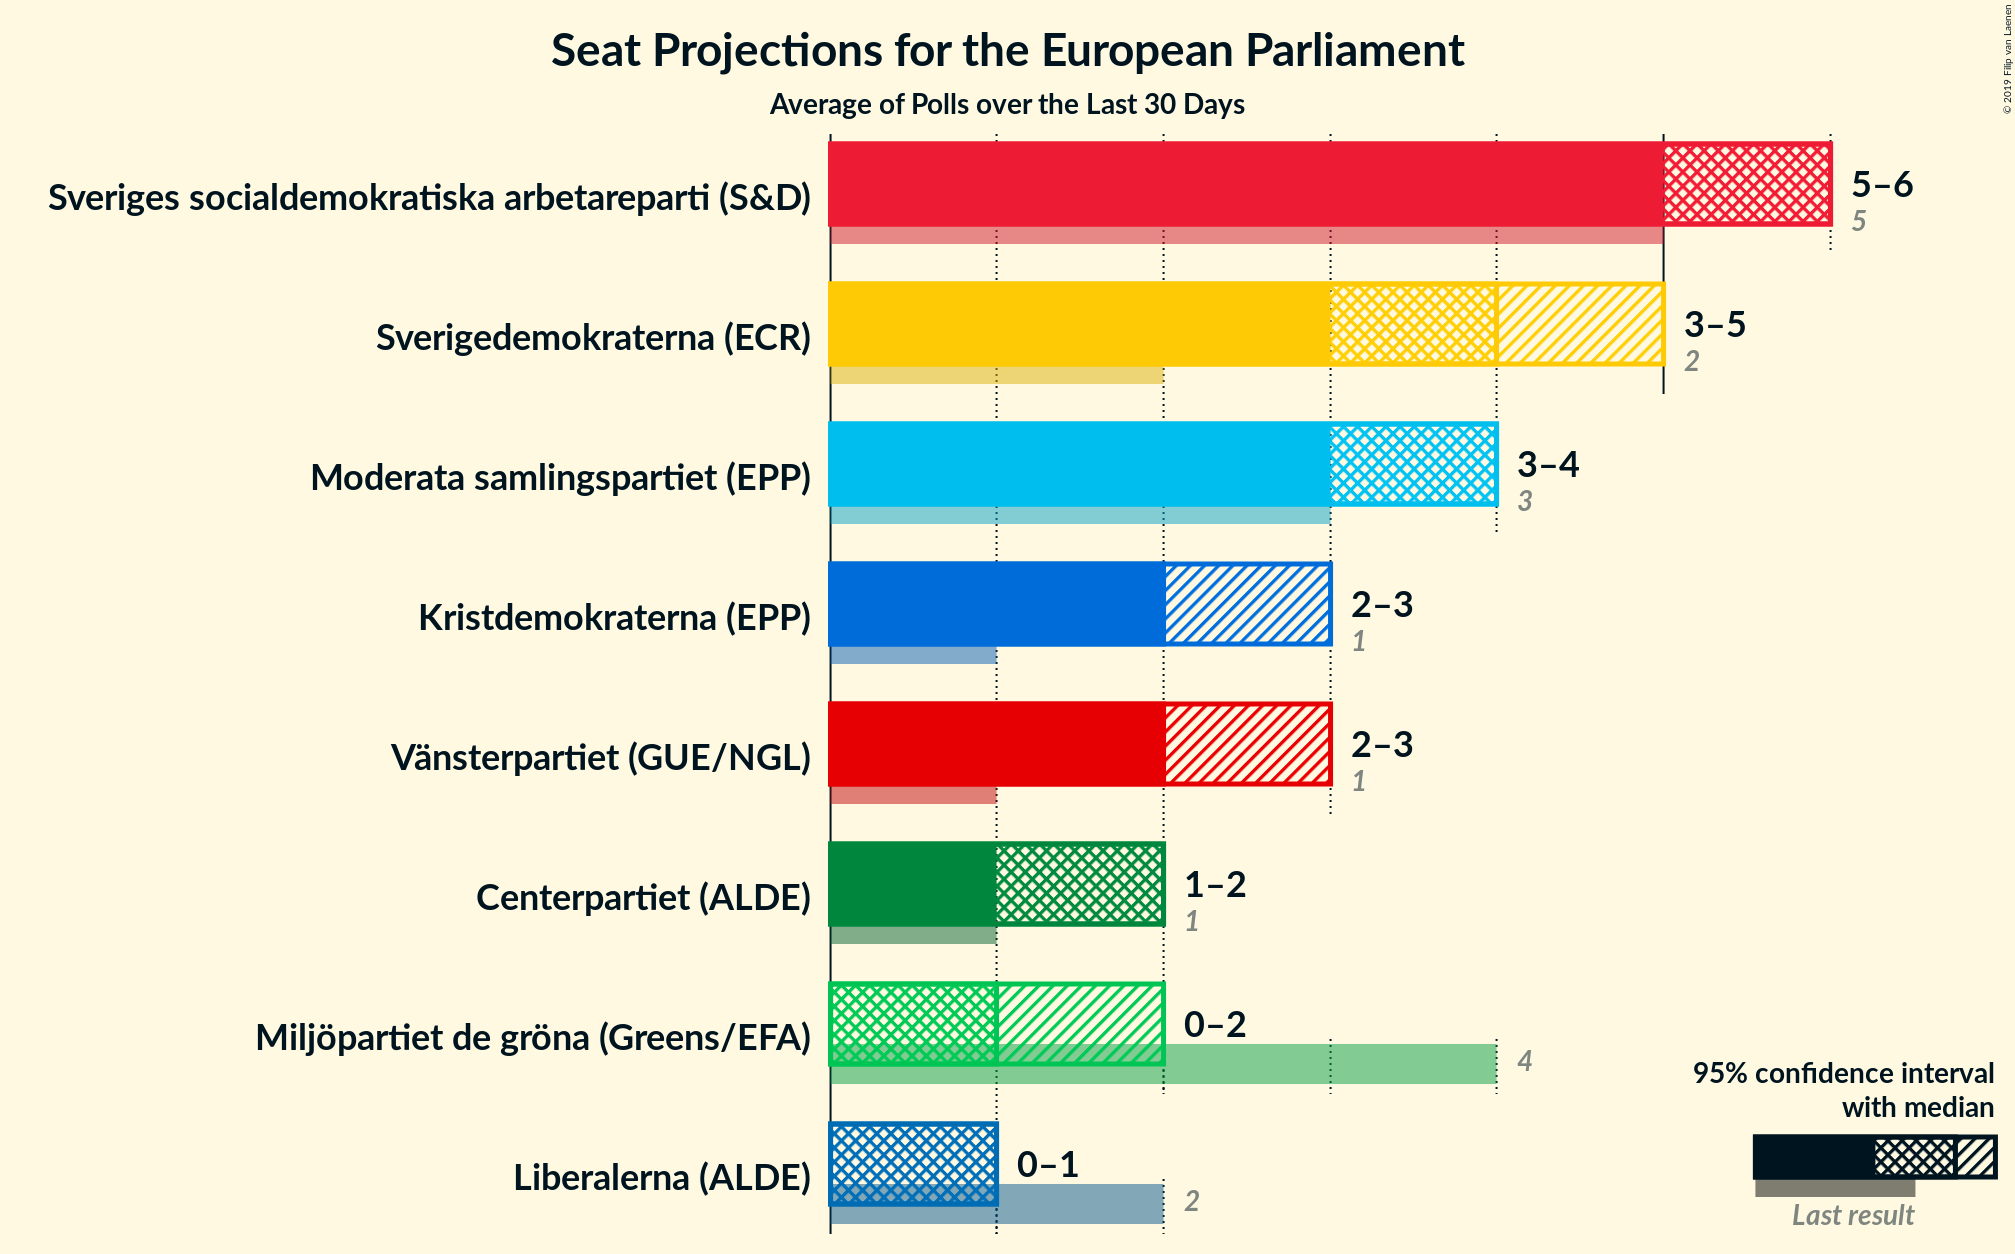 Seat Projections for the European Parliament
Average of Polls over the Last 30 Days
© 2019 Filip van Laenen
Sveriges socialdemokratiska arbetareparti (S&D)
5–6
5
Sverigedemokraterna (ECR)
3–5
2
Moderata samlingspartiet (EPP)
3–4
3
Kristdemokraterna (EPP)
2–3
1
Vänsterpartiet (GUE/NGL)
2–3
1
Centerpartiet (ALDE)
1–2
1
Miljöpartiet de gröna (Greens/EFA)
0–2
4
Liberalerna (ALDE)
0–1
2
95% confidence interval
with median
Last result